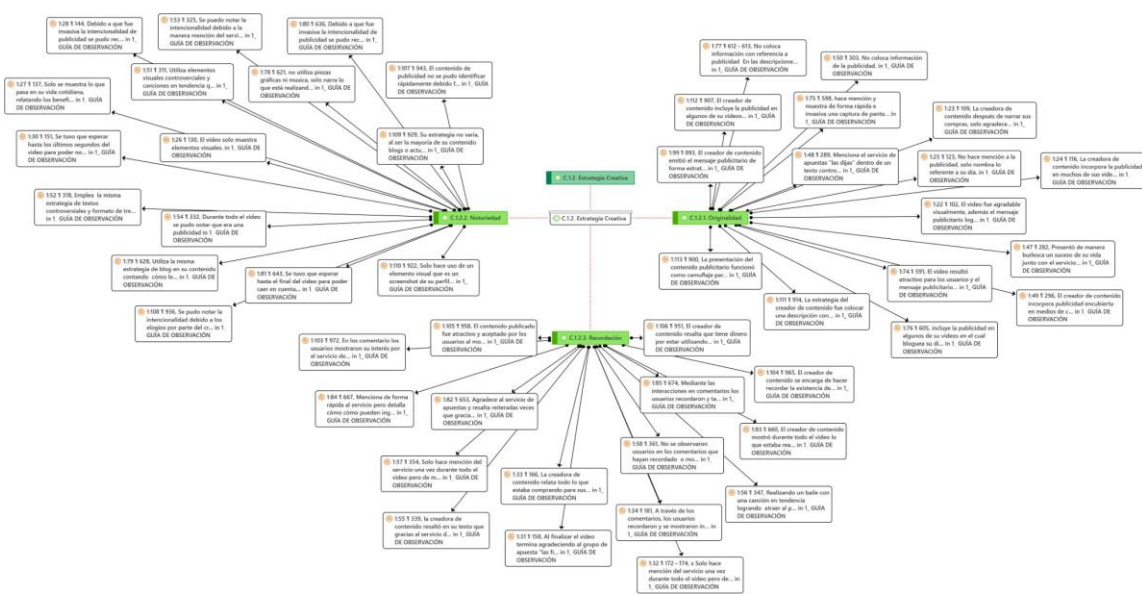 1:28 ¶ 144, Debido a que fue
invasiva la intencionalidad de
publicidad se pudo rec... in 1_
GUÍA DE OBSERVACIÓN
1:53 ¶ 325, Se puedo notar la
intencionalidad debido a la
manera mención del servi... in
1_ GUÍA DE OBSERVACIÓN
1:80 ¶ 636, Debido a que fue
invasiva la intencionalidad de
publicidad se pudo rec... in 1_
GUÍA DE OBSERVACIÓN
1:51 ¶ 311, Utiliza elementos
visuales controverciales y
canciones en tendencia q... in 1_
GUÍA DE OBSERVACIÓN
1:78 ¶ 621, no utiliza piezas
gráficas ni musica, solo narra lo
que está realizand... in 1_ GUÍA
DE OBSERVACIÓN
1:107 ¶ 943, El contenido de
publicidad no se pudo identificar
rápidamente debido f... in 1_
GUÍA DE OBSERVACIÓN
1:27 ¶ 137, Solo se muestra lo que
pasa en su vida cotidiana,
relatando los benefi... in 1_ GUÍA
DE OBSERVACIÓN
1:30 ¶ 151, Se tuvo que esperar
hasta los últimos segundos del
video para poder no... in 1_ GUÍA
DE OBSERVACIÓN
1:26 ¶ 130, El video solo muestra
elementos visuales. in 1_ GUÍA
DE OBSERVACIÓN
1:109 ¶ 929, Su estrategia no varía,
al ser la mayoría de su contenido
blogs o actu... in 1_ GUÍA DE
OBSERVACIÓN
1:52 ¶ 318, Emplea la misma
estrategia de textos
controverciales y formato de tre...
in 1_ GUÍA DE OBSERVACIÓN
1:54 ¶ 332, Durante todo el video
se pudo notar que era una
publicidad in 1_ GUÍA DE
OBSERVACIÓN
C.1.2.2. Notoriedad
1:79 ¶ 628, Utiliza la misma
estrategia de blog en su contenido
contando cómo le... in 1_ GUÍA
DE OBSERVACIÓN
1:81 ¶ 643, Se tuvo que esperar
hasta el final del video para poder
caer en cuenta... in 1_ GUÍA DE
OBSERVACIÓN
1:110 ¶ 922, Solo hace uso de un
elemento visual que es un
screenshot de su perfil... in 1_
GUÍA DE OBSERVACIÓN
1:108 ¶ 936, Se pudo notar la
intencionalidad debido a los
elogios por parte del cr... in 1_
GUÍA DE OBSERVACIÓN
C.1.2. Estrategia Creativa
C.1.2. Estrategia Creativa
1:77 ¶ 612 – 613, No coloca
información con referencia a
publicidad En las descripcione...
in 1_ GUÍA DE OBSERVACIÓN
1:50 ¶ 303, No coloca información
de la publicidad. in 1_ GUÍA DE
OBSERVACIÓN
1:112 ¶ 907, El creador de
contenido incluye la publicidad en
algunos de su videos... in 1_ GUÍA
DE OBSERVACIÓN
1:75 ¶ 598, hace mención y
muestra de forma rápida e
invasiva una captura de panta... in
1_ GUÍA DE OBSERVACIÓN
1:23 ¶ 109, La creadora de
contenido después de narrar sus
compras, solo agradece... in 1_
GUÍA DE OBSERVACIÓN
1:99 ¶ 893, El creador de contenido
emitió el mensaje publicitario de
forma estrat... in 1_ GUÍA DE
OBSERVACIÓN
1:48 ¶ 289, Menciona el servicio de
apuestas "las dijas" dentro de un
texto contro... in 1_ GUÍA DE
OBSERVACIÓN
1:25 ¶ 123, No hace mención a la
publicidad, solo nombra lo
referente a su día. in 1_ GUÍA DE
OBSERVACIÓN
1:24 ¶ 116, La creadora de
contenido incorpora la publicidad
en muchos de sus vide... in 1_
GUÍA DE OBSERVACIÓN
C.1.2.1. Originalidad
1:22 ¶ 102, El video fue agradable
visualmente, además el mensaje
publicitario log... in 1_ GUÍA DE
OBSERVACIÓN
1:47 ¶ 282, Presentó de manera
burlesca un suceso de su vida
junto con el servicio... in 1_ GUÍA
DE OBSERVACIÓN
1:113 ¶ 900, La presentación del
contenido publicitario funcionó
como camuflaje par... in 1_ GUÍA
DE OBSERVACIÓN
1:74 ¶ 591, El video resultó
atractivo para los usuarios y el
mensaje publicitario... in 1_ GUÍA
DE OBSERVACIÓN
1:49 ¶ 296, El creador de contenido
incorpora publicidad encubierta
en medios de c... in 1_ GUÍA DE
OBSERVACIÓN
1:111 ¶ 914, La estrategia del
creador de contenido fue colocar
una descripción con... in 1_ GUÍA
DE OBSERVACIÓN
1:76 ¶ 605, incluye la publicidad en
algunos de su videos en el cual
bloguea su di... in 1_ GUÍA DE
OBSERVACIÓN
1:105 ¶ 958, El contenido publicado
fue atractivo y aceptado por los
usuarios al mo... in 1_ GUÍA DE
OBSERVACIÓN
C.1.2.3. Recordación
1:106 ¶ 951, El creador de
contenido resalta que tiene dinero
por estar utilizando... in 1_ GUÍA
DE OBSERVACIÓN
1:103 ¶ 972, En los comentario los
usuarios mostraron su interés por
el servicio de... in 1_ GUÍA DE
OBSERVACIÓN
1:104 ¶ 965, El creador de
contenido se encarga de hacer
recordar la existencia de... in 1_
GUÍA DE OBSERVACIÓN
1:84 ¶ 667, Menciona de forma
rápida al servicio pero detalla
cómo cómo pueden ing... in 1_
GUÍA DE OBSERVACIÓN
1:82 ¶ 653, Agradece al servicio de
apuestas y resalta reiteradas veces
que gracia... in 1_ GUÍA DE
OBSERVACIÓN
1:85 ¶ 674, Mediante las
interacciones en comentarios los
usuarios recordaron y ta... in 1_
GUÍA DE OBSERVACIÓN
1:83 ¶ 660, El creador de contenido
mostró durante todo el video lo
que estaba rea... in 1_ GUÍA DE
OBSERVACIÓN
1:57 ¶ 354, Solo hace mención del
servicio una vez durante todo el
video pero de m... in 1_ GUÍA DE
OBSERVACIÓN
1:58 ¶ 361, No se observaron
usuarios en los comentarios que
hayan recordado o mo... in 1_
GUÍA DE OBSERVACIÓN
1:33 ¶ 166, La creadora de
contenido relata todo lo que
estaba comprando para sus... in
1_ GUÍA DE OBSERVACIÓN
1:56 ¶ 347, Realizando un baile con
una canción en tendencia
logrando atraer al p... in 1_ GUÍA
DE OBSERVACIÓN
1:55 ¶ 339, la creadora de
contenido resaltó en su texto que
gracias al servicio d... in 1_ GUÍA
DE OBSERVACIÓN
1:34 ¶ 181, A través de los
comentarios, los usuarios
recordaron y se mostraron in... in
1_ GUÍA DE OBSERVACIÓN
1:31 ¶ 158, Al finalizar el video
termina agradeciendo al grupo de
apuesta "las fi... in 1_ GUÍA DE
OBSERVACIÓN
1:32 ¶ 172 – 174, x Solo hace
mención del servicio una vez
durante todo el video pero de... in
1_ GUÍA DE OBSERVACIÓN